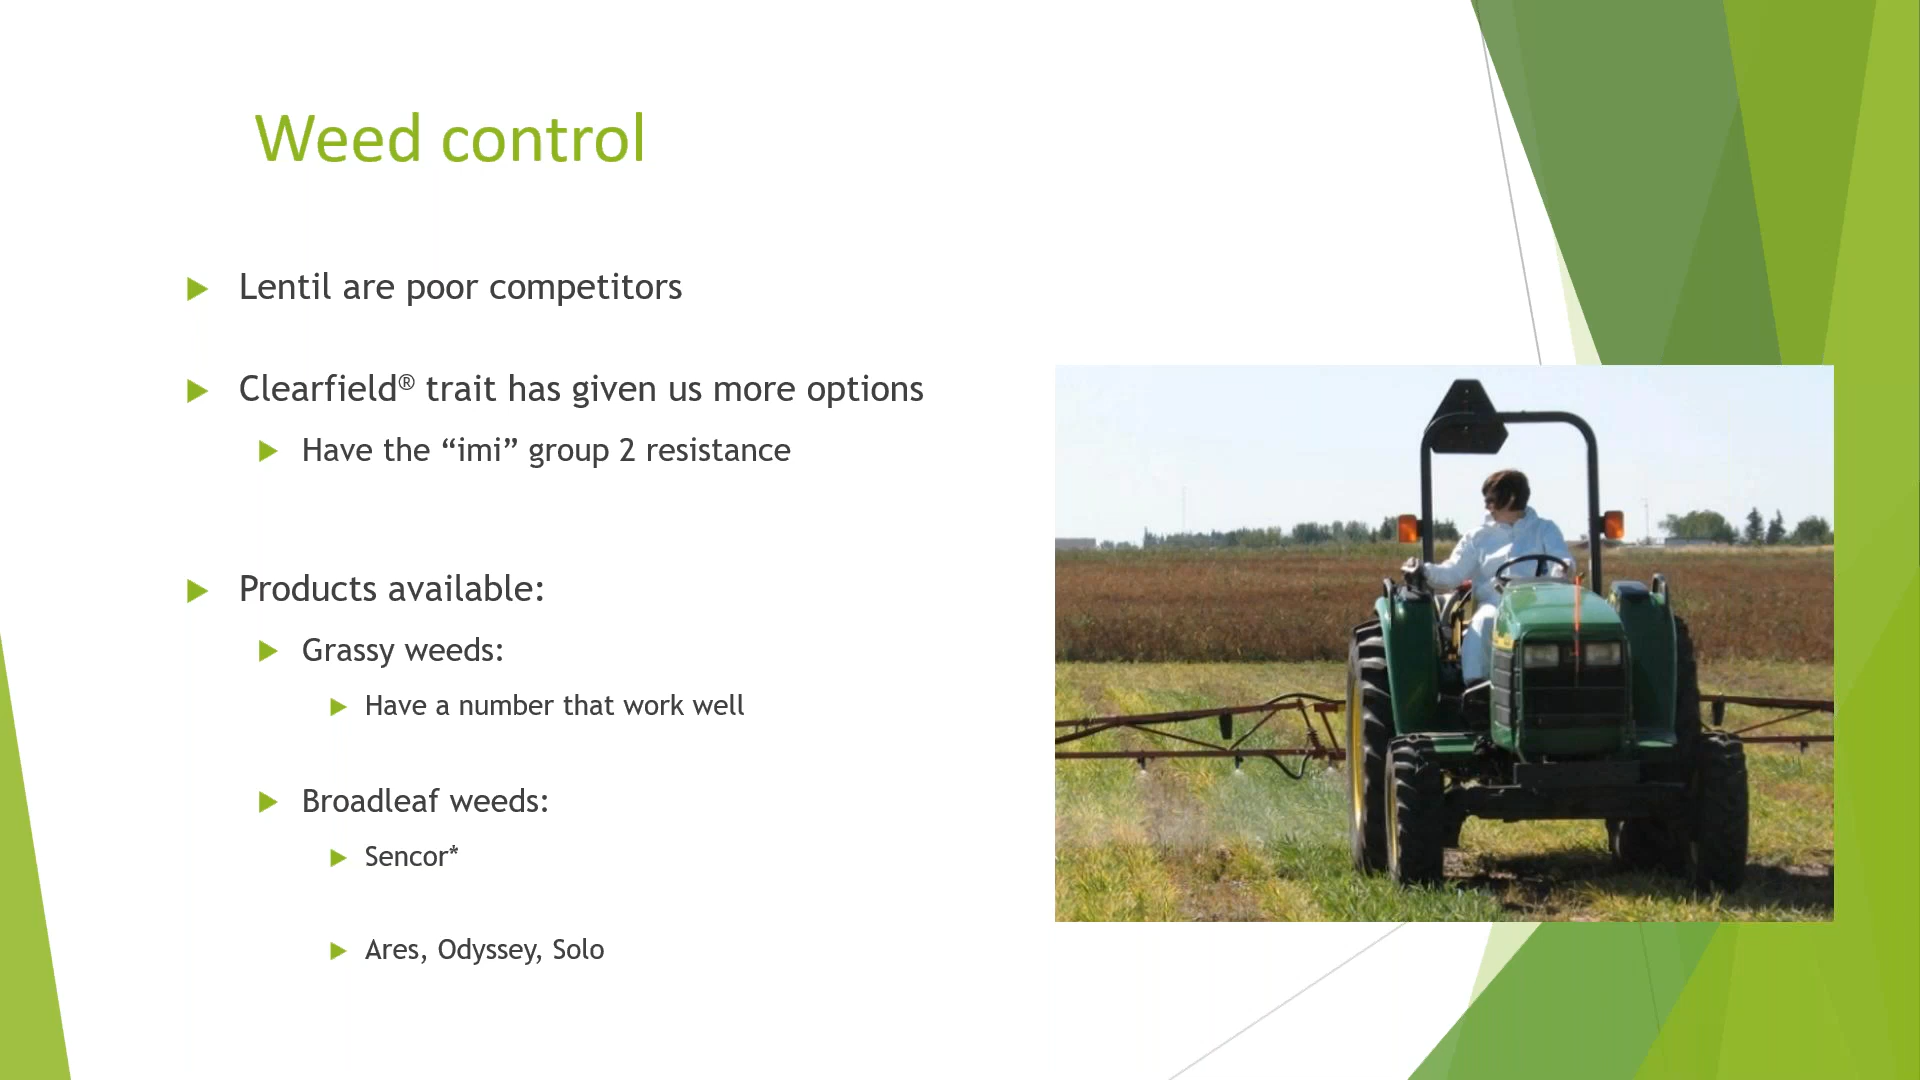 Weed control
Lentil are poor competitors
Clearfield® trait has given us more options
Have the “imi” group 2 resistance
Products available:
Grassy weeds:
Have a number that work well
Broadleaf weeds:
Sencor*
Ares, Odyssey, Solo